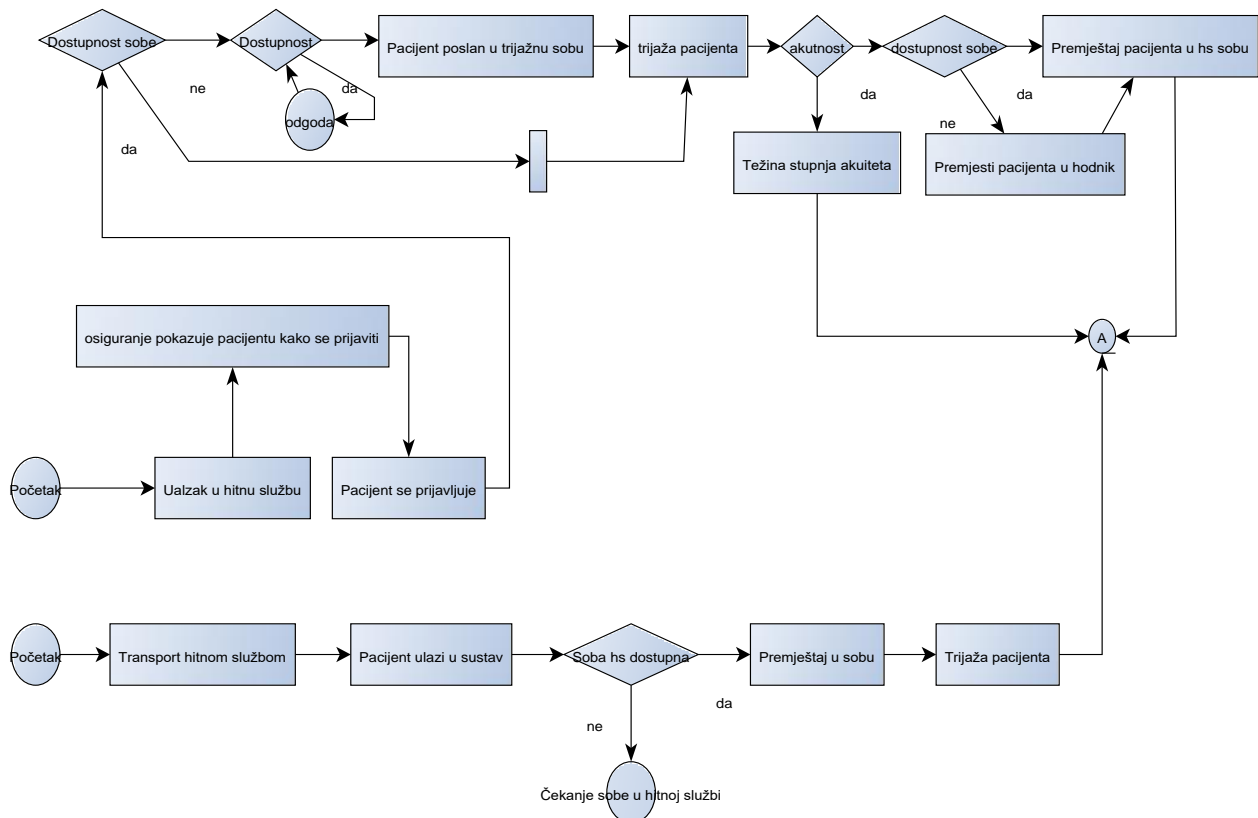 Dostupnost sobe
Dostupnost
Pacijent poslan u trijažnu sobu
trijaža pacijenta
akutnost
dostupnost sobe
Premještaj pacijenta u hs sobu
ne
da
odgoda
da
da
da
ne
Težina stupnja akuiteta
Premjesti pacijenta u hodnik
osiguranje pokazuje pacijentu kako se prijaviti
A
Početak
Ualzak u hitnu službu
Pacijent se prijavljuje
Početak
Transport hitnom službom
Pacijent ulazi u sustav
Soba hs dostupna
Premještaj u sobu
Trijaža pacijenta
da
ne
Čekanje sobe u hitnoj službi